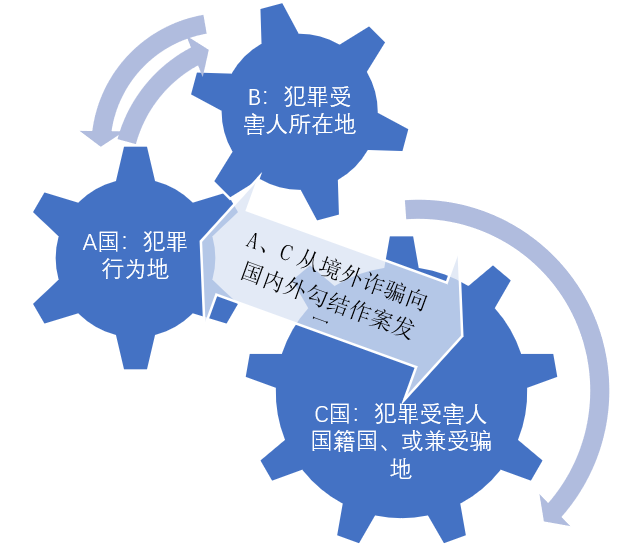 B：犯罪受
害人所在地
A国：犯罪
行为地
A、C 从境外诈骗向
国内外勾结作案发
一
C国：犯罪受害人
国籍国、或兼受骗
地